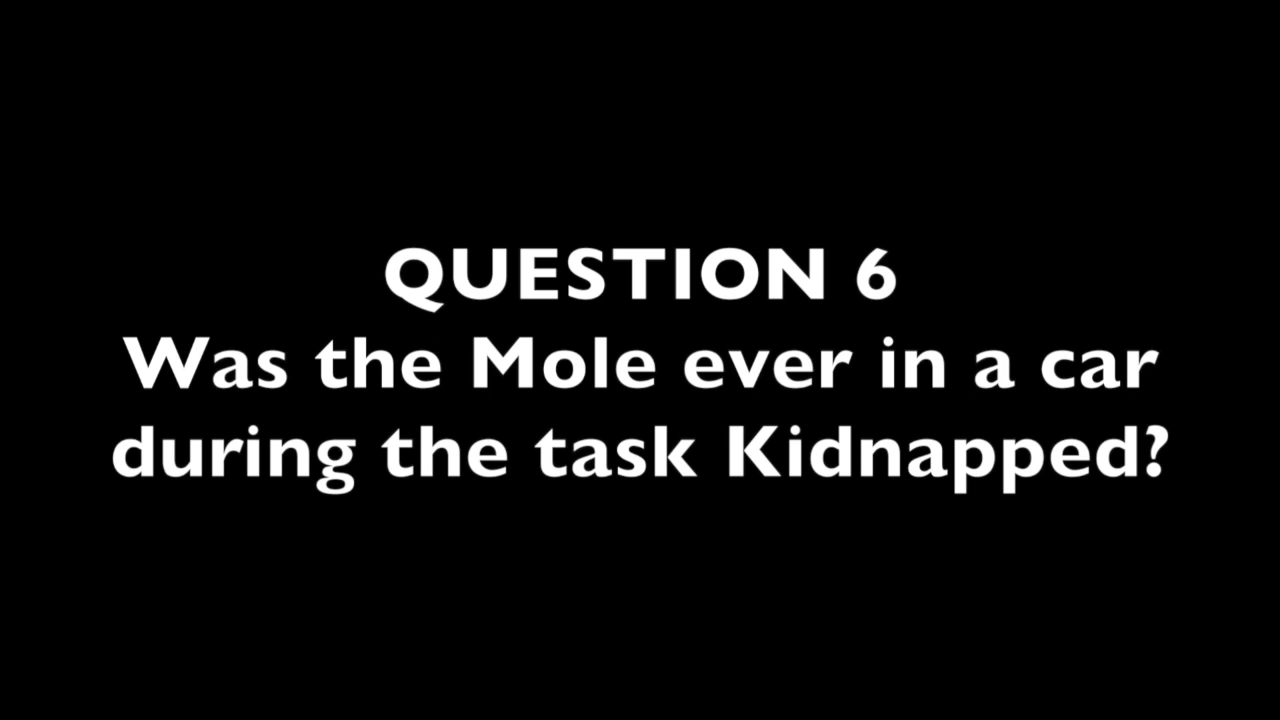 QUESTION 6
Was the Mole ever in a car
during the task Kidnapped?